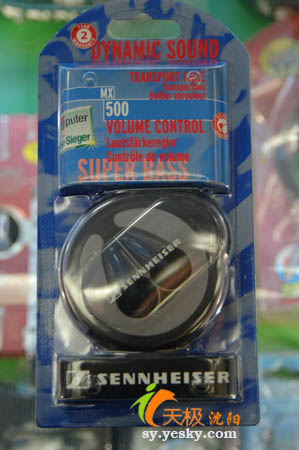 2
DYNAMIC SOUND
TRANSPORT CASE
MX
500
VOLUME CONTROL
Lautstärkeregler
Contrôle de volume
puter
Sieger
SUPER BASS
SENNHEISER
SENNHEISER
天极 沈阳
sy.yesky.com